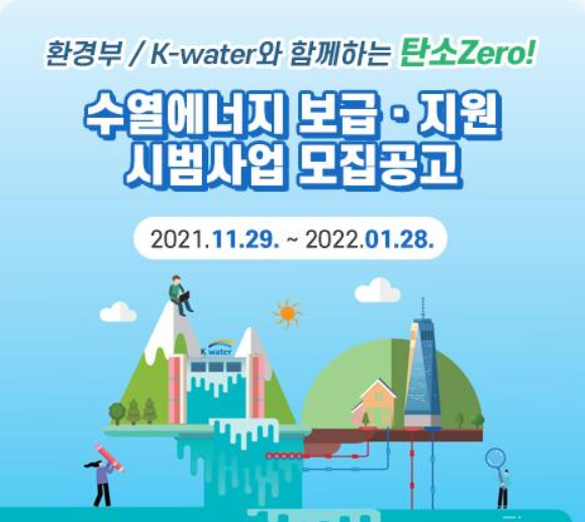 환경부 / K-water와 함께하는 탄소Zero!
수열에너지 보급·지원
시범사업 모집공고
2021.11.29. ~ 2022.01.28.
K water